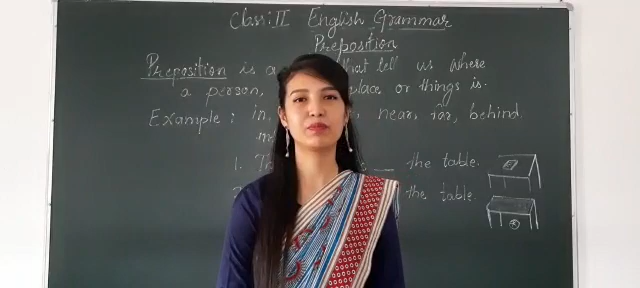 Class: II English Grammar
Preposition
Preposition is a that tell us where
a person, place or things is.
Example: in, near, far, behind,
1. the table.
the table